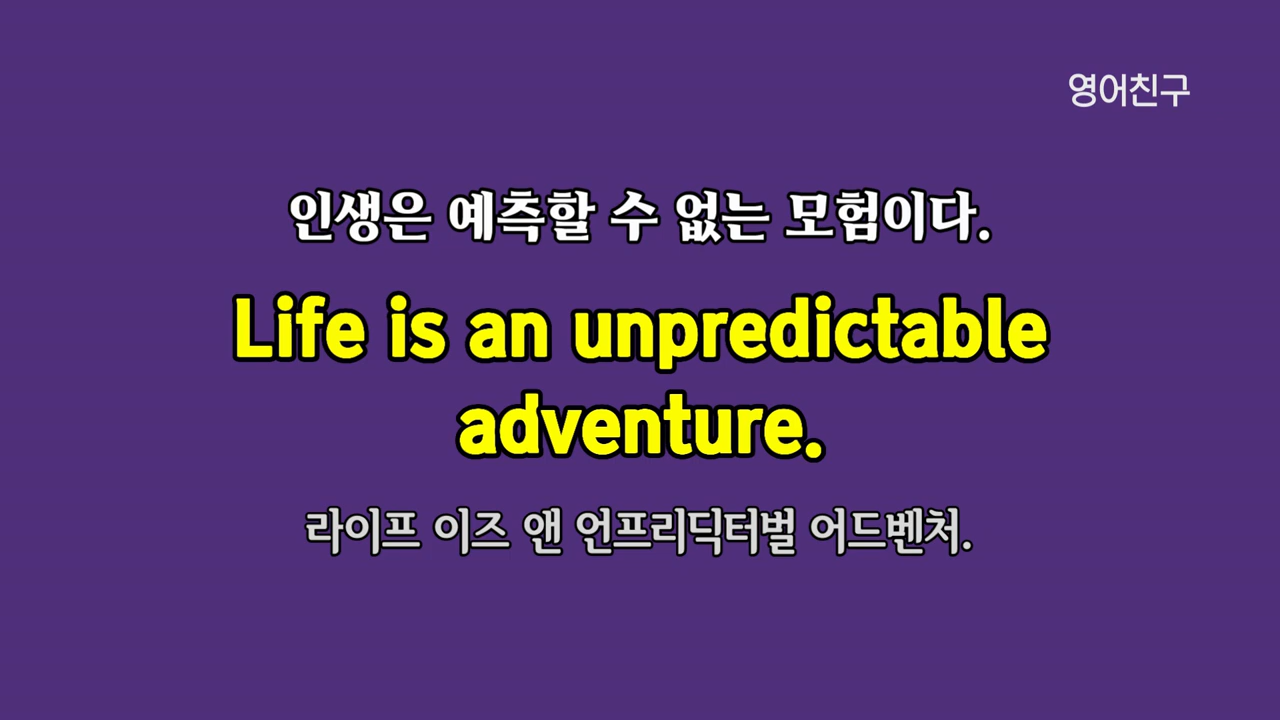 영어친구
인생은 예측할 수 없는 모험이다.
Life is an unpredictable
adventure.
라이프 이즈 앤 언프리딕터벌 어드벤처.